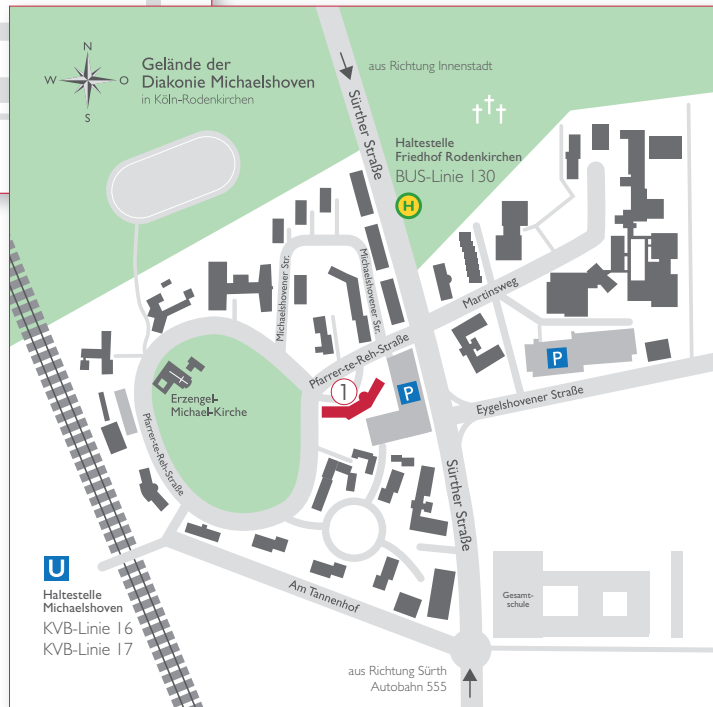 N
W
O
S
Gelände der
Diakonie Michaelshoven
in Köln-Rodenkirchen
aus Richtung Innenstadt
Sürther Straße
Haltestelle
Friedhof Rodenkirchen
BUS-Linie 130
H
Michaelshovener Str.
Michaelshovener Str.
Martinsweg
Pfarrer-te-Reh-Straße
P
P
1
Erzengel-
Michael-Kirche
Eygelshovener Straße
Pfarrer-te-Reh-Straße
Sürther Straße
U
Haltestelle
Michaelshoven
KVB-Linie 16
KVB-Linie 17
Am Tannenhof
Gesamt-
schule
aus Richtung Sürth
Autobahn 555